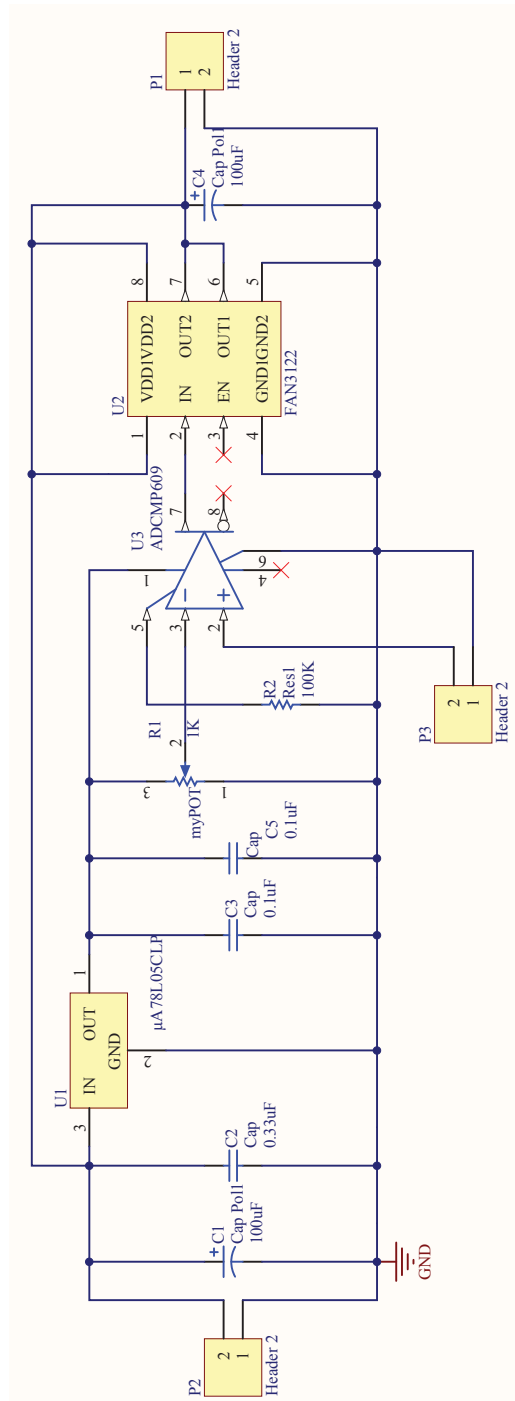 P2
2
1
Header 2
C1
Cap Pol1
100uF
GND
C2
Cap
0.33uF
U1
3
IN
OUT
GND
1
2
µA78L05CLP
C3
Cap
0.1uF
Cap
C5
0.1uF
3
1
2
myPOT
R1
1K
R2
Res1
100K
P3
2
1
Header 2
U3
ADCMP609
5
3
2
1
6
4
7
8
U2
1
2
3
4
VDD1VDD2
IN
OUT2
EN
OUT1
GND1GND2
8
7
6
5
FAN3122
C4
Cap Pol1
100uF
P1
1
2
Header 2